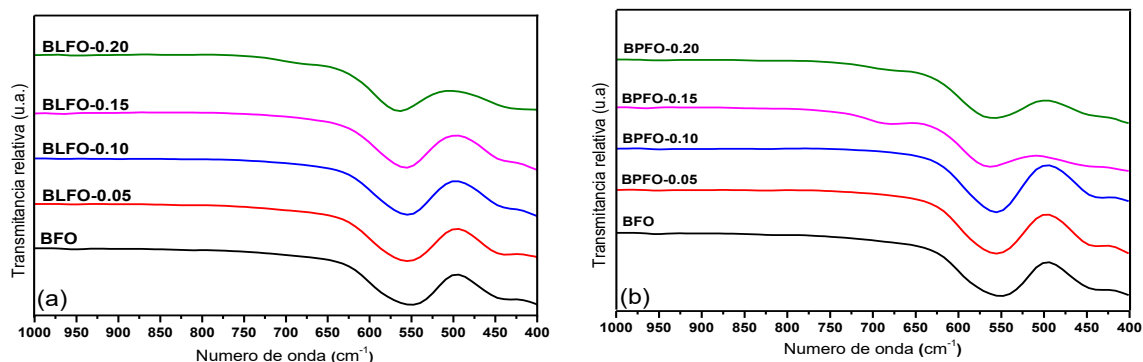 Transmitancia relativa (u.a.)
BLFO-0.20
BLFO-0.15
BLFO-0.10
BLFO-0.05
BFO
(a)
1000 950 900 850 800 750 700 650 600 550 500 450 400
Numero de onda (cm-1)
Transmitancia relativa (u.a)
BPFO-0.20
BPFO-0.15
BPFO-0.10
BPFO-0.05
BFO
(b)
1000 950 900 850 800 750 700 650 600 550 500 450 400
Numero de onda (cm-1)